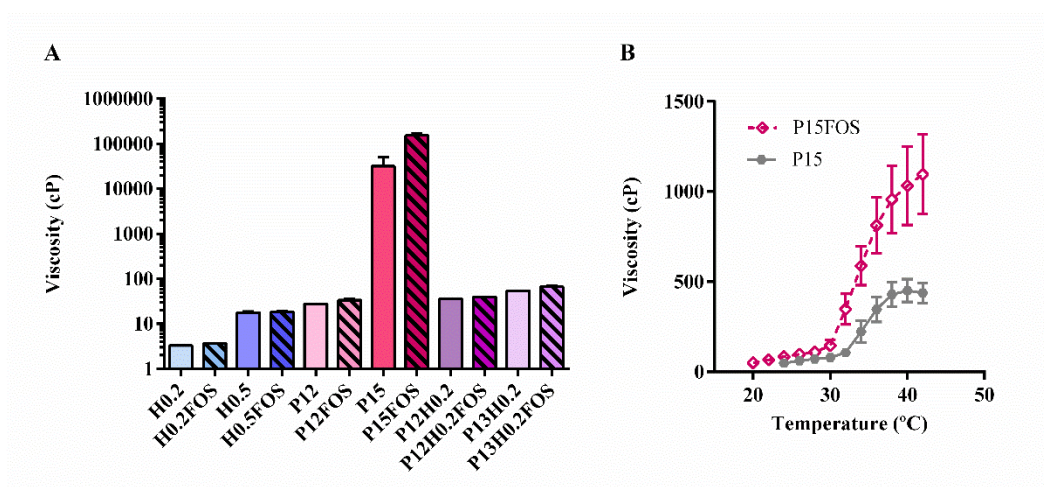 A
Viscosity (cP)
1000000
100000
10000
1000
100
10
1
H0.2
H0.2FOS
H0.5
H0.5FOS
P12
P12FOS
P15
P15FOS
P12H0.2
P12H0.2FOS
P13H0.2
P13H0.2FOS
B
Viscosity (cP)
1500
1000
500
0
P15FOS
P15
20 30 40 50
Temperature (ºC)